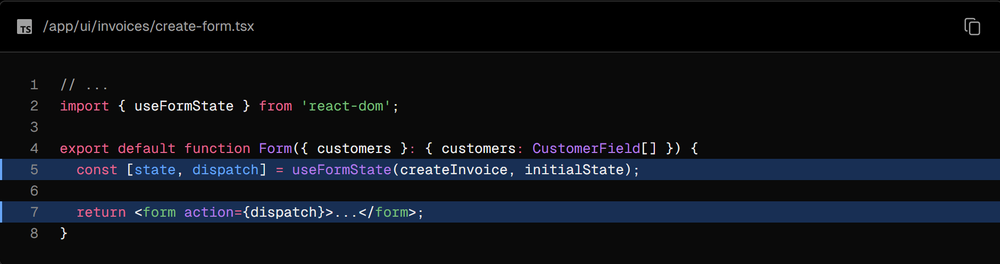 TS /app/ui/invoices/create-form.tsx
1 // ...
2 import { useFormState } from 'react-dom';
3
4 export default function Form({ customers }: { customers: CustomerField[] }) {
5   const [state, dispatch] = useFormState(createInvoice, initialState);
6
7   return <form action={dispatch}>...</form>;
8 }